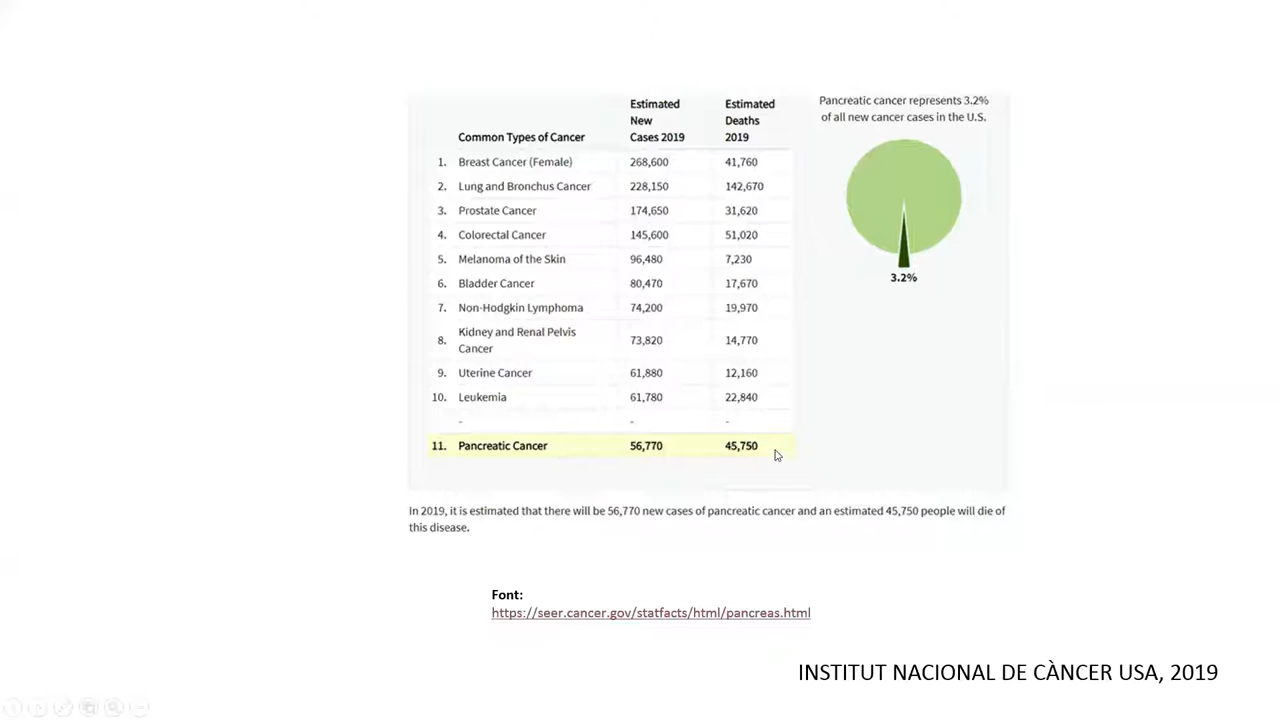 Estimated Estimated
New Deaths
Common Types of Cancer Cases 2019 2019
1. Breast Cancer (Female) 268,600 41,760
2. Lung and Bronchus Cancer 228,150 142,670
3. Prostate Cancer 174,650 31,620
4. Colorectal Cancer 145,600 51,020
5. Melanoma of the Skin 96,480 7,230
6. Bladder Cancer 80,470 17,670
7. Non-Hodgkin Lymphoma 74,200 19,970
8. Kidney and Renal Pelvis
Cancer 73,820 14,770
9. Uterine Cancer 61,880 12,160
10. Leukemia 61,780 22,840
- - -
11. Pancreatic Cancer 56,770 45,750
Pancreatic cancer represents 3.2%
of all new cancer cases in the U.S.
3.2%
In 2019, it is estimated that there will be 56,770 new cases of pancreatic cancer and an estimated 45,750 people will die of
this disease.
Font:
https://seer.cancer.gov/statfacts/html/pancreas.html
INSTITUT NACIONAL DE CÀNCER USA, 2019